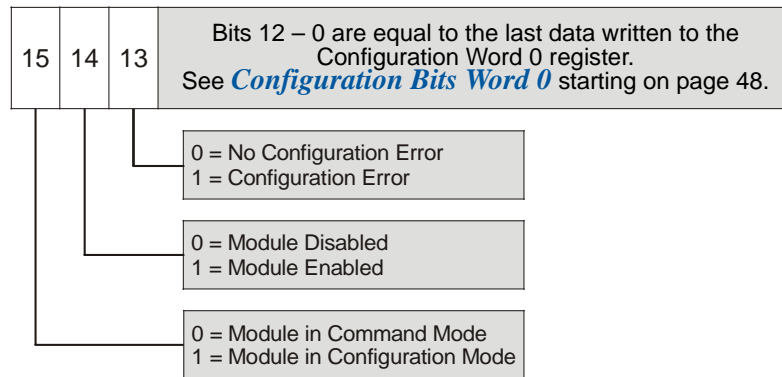 15 14 13
Bits 12 – 0 are equal to the last data written to the
Configuration Word 0 register.
See Configuration Bits Word 0 starting on page 48.
0 = No Configuration Error
1 = Configuration Error
0 = Module Disabled
1 = Module Enabled
0 = Module in Command Mode
1 = Module in Configuration Mode